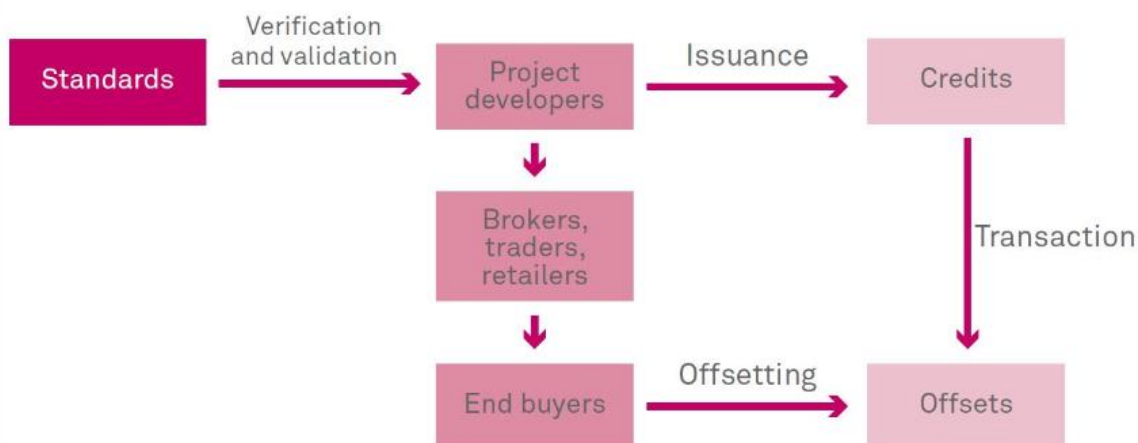 Verification
and validation
Standards
Project
developers
Issuance
Credits
Brokers,
traders,
retailers
Transaction
End buyers
Offsetting
Offsets